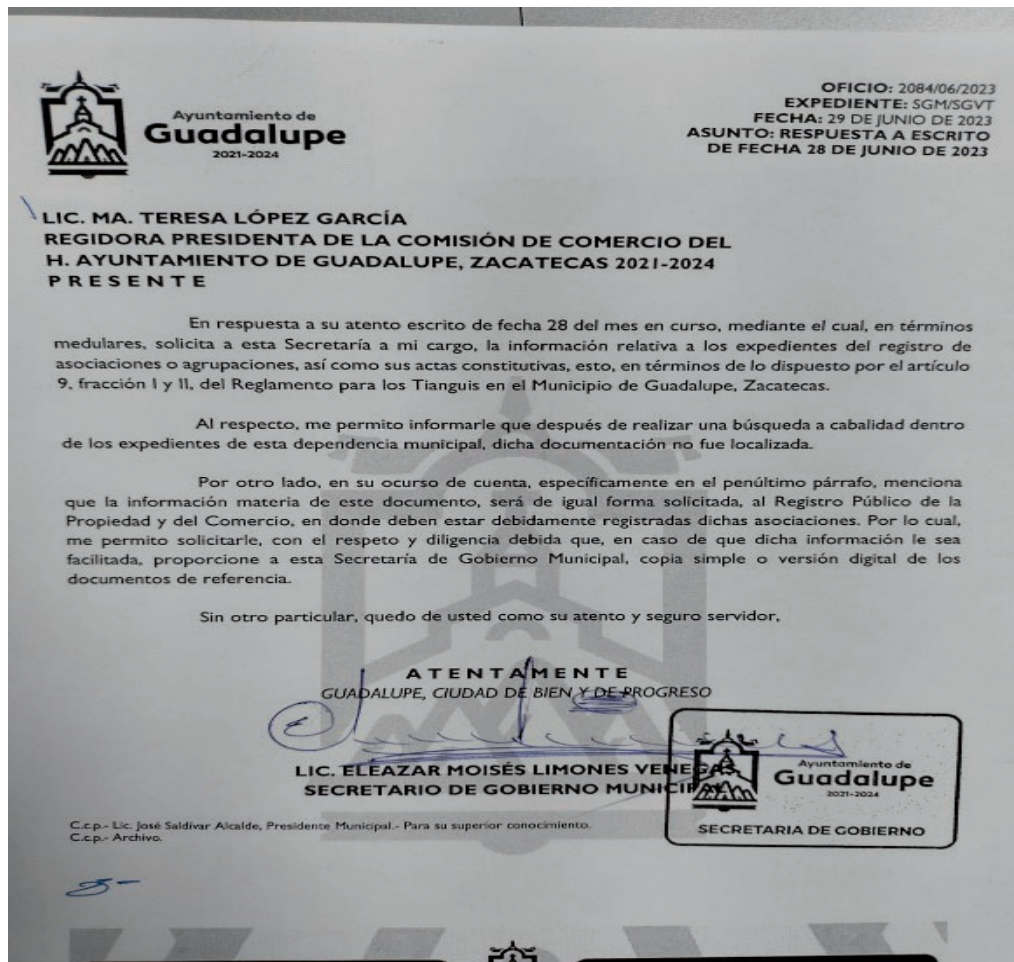 Ayuntamiento de
Guadalupe
2021-2024
OFICIO: 2084/06/2023
EXPEDIENTE: SGM/SGVT
FECHA: 29 DE JUNIO DE 2023
ASUNTO: RESPUESTA A ESCRITO
DE FECHA 28 DE JUNIO DE 2023
LIC. MA. TERESA LÓPEZ GARCÍA
REGIDORA PRESIDENTA DE LA COMISIÓN DE COMERCIO DEL
H. AYUNTAMIENTO DE GUADALUPE, ZACATECAS 2021-2024
P R E S E N T E
En respuesta a su atento escrito de fecha 28 del mes en curso, mediante el cual, en términos
medulares, solicita a esta Secretaría a mi cargo, la información relativa a los expedientes del registro de
asociaciones o agrupaciones, así como sus actas constitutivas, esto, en términos de lo dispuesto por el artículo
9, fracción I y II, del Reglamento para los Tianguis en el Municipio de Guadalupe, Zacatecas.
Al respecto, me permito informarle que después de realizar una búsqueda a cabalidad dentro
de los expedientes de esta dependencia municipal, dicha documentación no fue localizada.
Por otro lado, en su ocurso de cuenta, específicamente en el penúltimo párrafo, menciona
que la información materia de este documento, será de igual forma solicitada, al Registro Público de la
Propiedad y del Comercio, en donde deben estar debidamente registradas dichas asociaciones. Por lo cual,
me permito solicitarle, con el respeto y diligencia debida que, en caso de que dicha información le sea
facilitada, proporcione a esta Secretaría de Gobierno Municipal, copia simple o versión digital de los
documentos de referencia.
Sin otro particular, quedo de usted como su atento y seguro servidor,
A T E N T A M E N T E
GUADALUPE, CIUDAD DE BIEN Y DE PROGRESO
LIC. ELEAZAR MOISÉS LIMONES VENEGAS
SECRETARIO DE GOBIERNO MUNICIPAL
Ayuntamiento de
Guadalupe
2021-2024
SECRETARIA DE GOBIERNO
C.c.p.- Lic. José Saldívar Alcalde, Presidente Municipal.- Para su superior conocimiento.
C.c.p.- Archivo.